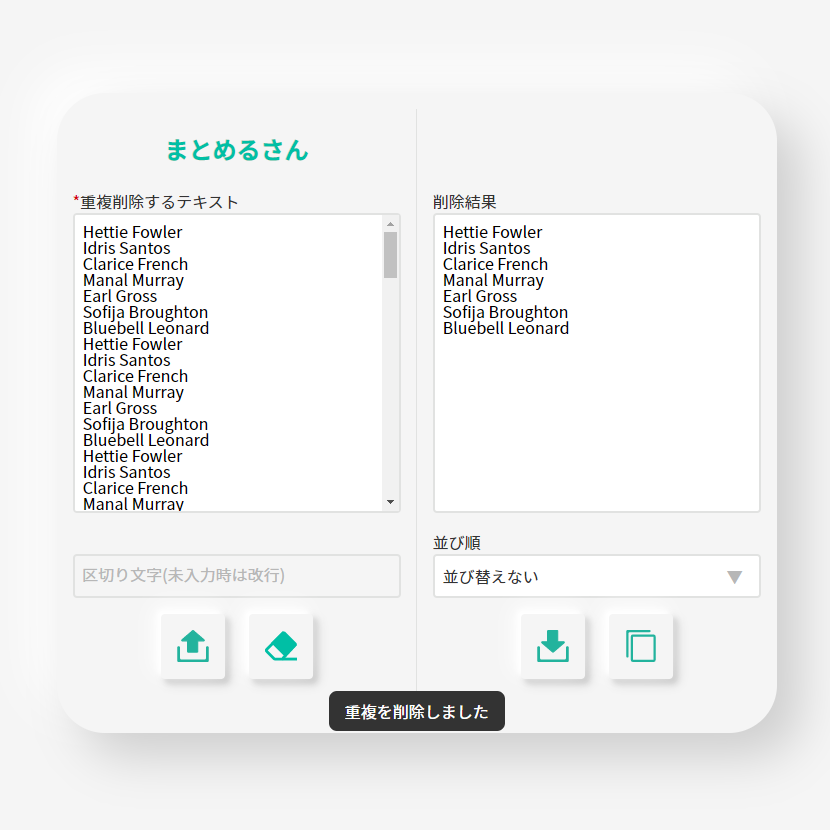 まとめるさん
*重複削除するテキスト
Hettie Fowler
Idris Santos
Clarice French
Manal Murray
Earl Gross
Sofija Broughton
Bluebell Leonard
Hettie Fowler
Idris Santos
Clarice French
Manal Murray
Earl Gross
Sofija Broughton
Bluebell Leonard
Hettie Fowler
Idris Santos
Clarice French
Manal Murray
区切り文字(未入力時は改行)
削除結果
Hettie Fowler
Idris Santos
Clarice French
Manal Murray
Earl Gross
Sofija Broughton
Bluebell Leonard
並び順
並び替えない
重複を削除しました